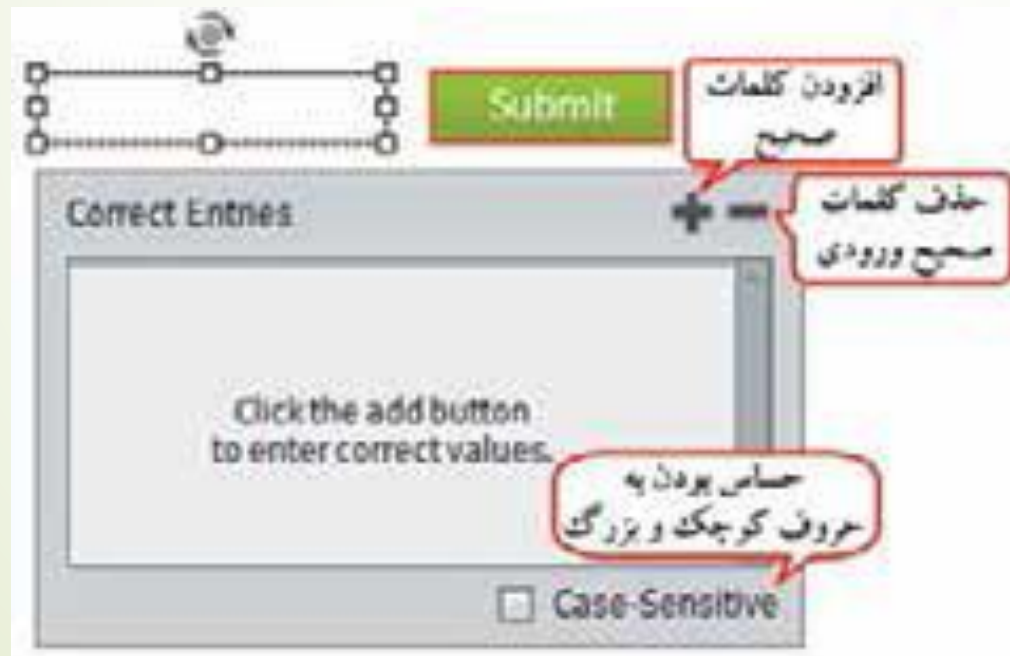 Submit
افزودن کلمات
صحیح
Correct Entries
حذف کلمات
صحیح ورودی
Click the add button
to enter correct values.
حساس بودن به
حروف کوچک و بزرگ
Case-Sensitive